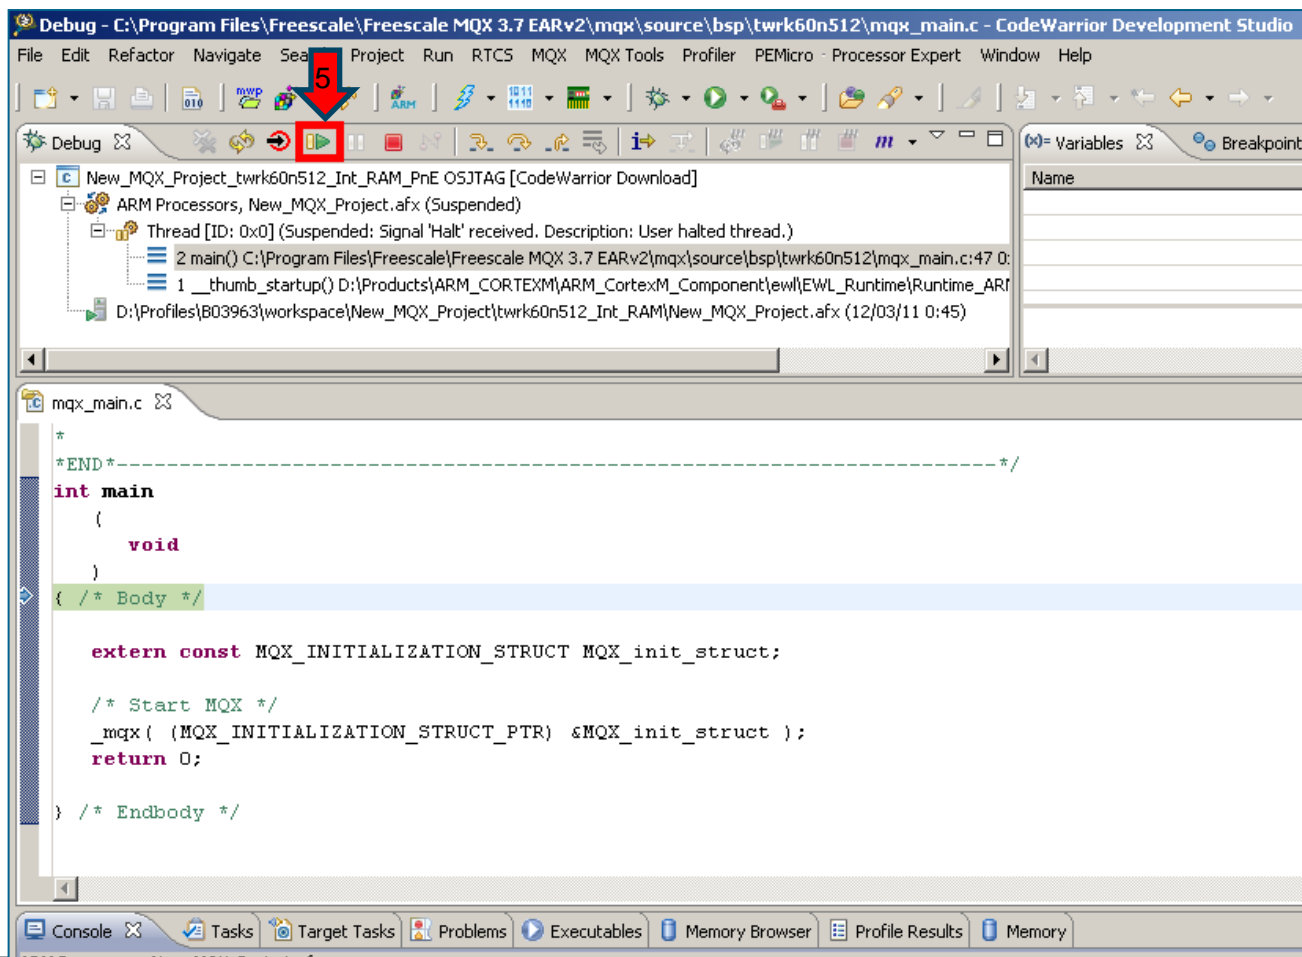 Debug - C:\Program Files\Freescale\Freescale MQX 3.7 EARv2\mqx\source\bsp\twrk60n512\mqx_main.c - CodeWarrior Development Studio
File Edit Refactor Navigate Sea Project Run RTCS MQX MQX Tools Profiler PEMicro Processor Expert Window Help
5
Debug
(x)= Variables Breakpoint
Name
New_MQX_Project_twrk60n512_Int_RAM_PnE OSJTAG [CodeWarrior Download]
ARM Processors, New_MQX_Project.afx (Suspended)
Thread [ID: 0x0] (Suspended: Signal 'Halt' received. Description: User halted thread.)
2 main() C:\Program Files\Freescale\Freescale MQX 3.7 EARv2\mqx\source\bsp\twrk60n512\mqx_main.c:47 0:
1 __thumb_startup() D:\Products\ARM_CORTEXM\ARM_CortexM_Component\ewl\EWL_Runtime\Runtime_ARM
D:\Profiles\B03963\workspace\New_MQX_Project\twrk60n512_Int_RAM\New_MQX_Project.afx (12/03/11 0:45)
mqx_main.c
*
*END*----------------------------------------------------------------------*/
int main
(
void
)
{ /* Body */
extern const MQX_INITIALIZATION_STRUCT MQX_init_struct;
/* Start MQX */
_mqx( (MQX_INITIALIZATION_STRUCT_PTR) &MQX_init_struct );
return 0;
} /* Endbody */
Console Tasks Target Tasks Problems Executables Memory Browser Profile Results Memory